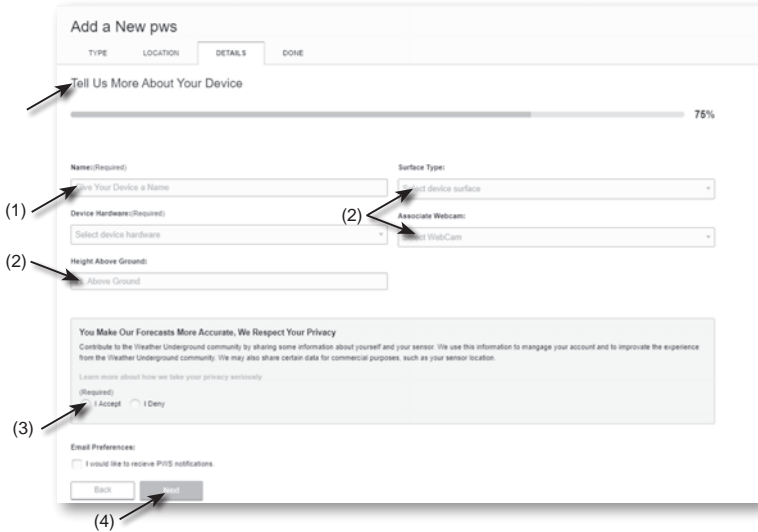 Add a New pws
TYPE LOCATION DETAILS DONE
Tell Us More About Your Device
75%
Name:(Required)
Give Your Device a Name
(1)
Surface Type:
Select device surface
Device Hardware:(Required)
Select device hardware
(2)
Associate Webcam:
Select WebCam
Height Above Ground:
(2)
Above Ground
You Make Our Forecasts More Accurate, We Respect Your Privacy
Contribute to the Weather Underground community by sharing some information about yourself and your sensor. We use this information to mangage your account and to improvate the experience
from the Weather Underground community. We may also share certain data for commercial purposes, such as your sensor location.
Learn more about how we take your privacy seriously
(Required)
I Accept I Deny
(3)
Email Preferences:
I would like to recieve PWS notifications.
Back Next
(4)